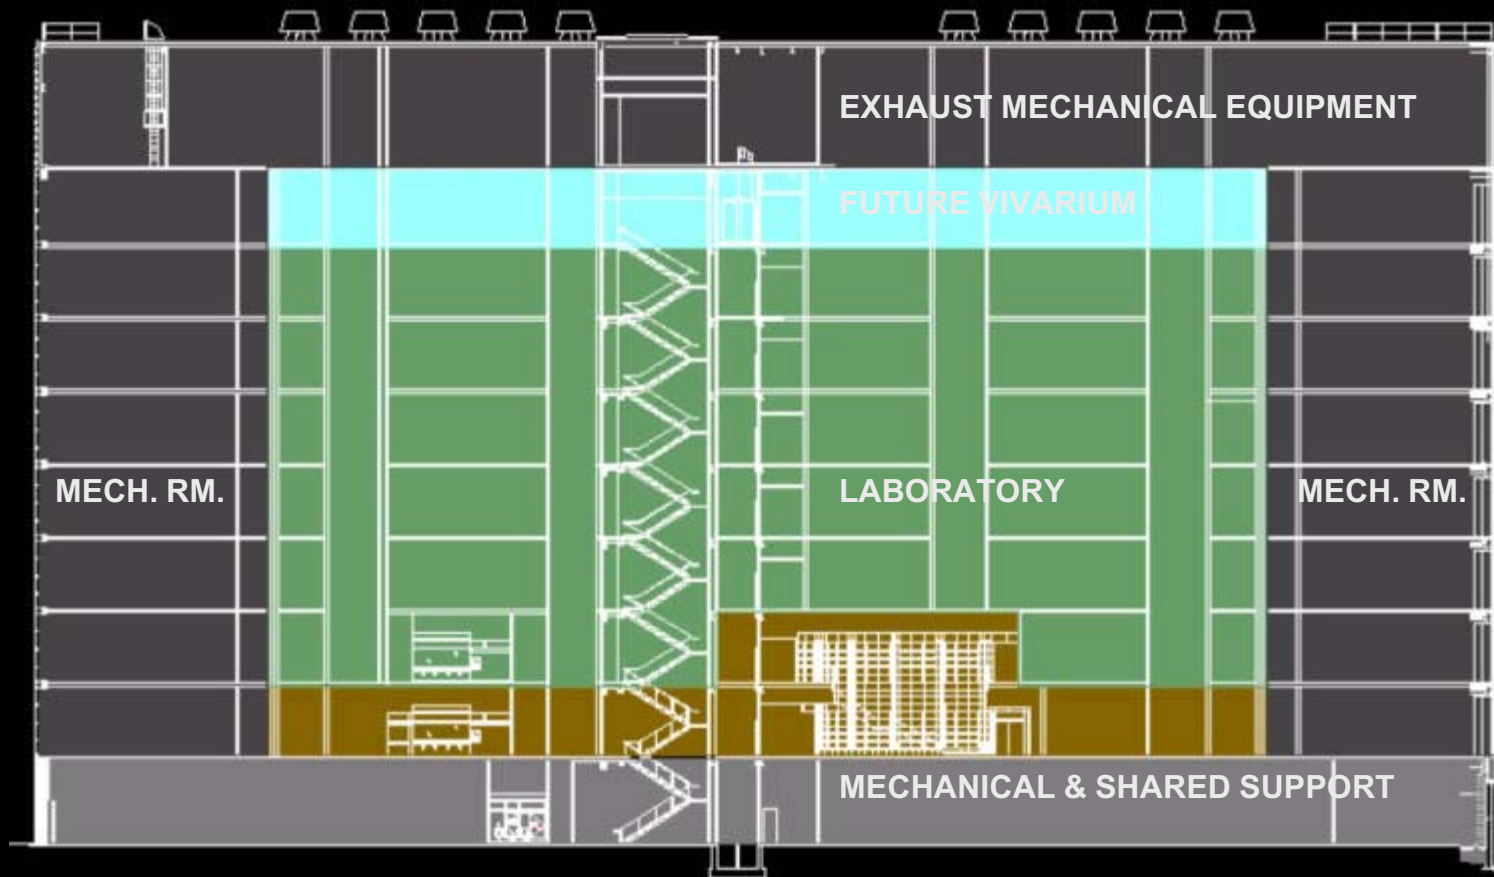 EXHAUST MECHANICAL EQUIPMENT
FUTURE VIVARIUM
MECH. RM.
LABORATORY
MECH. RM.
MECHANICAL & SHARED SUPPORT